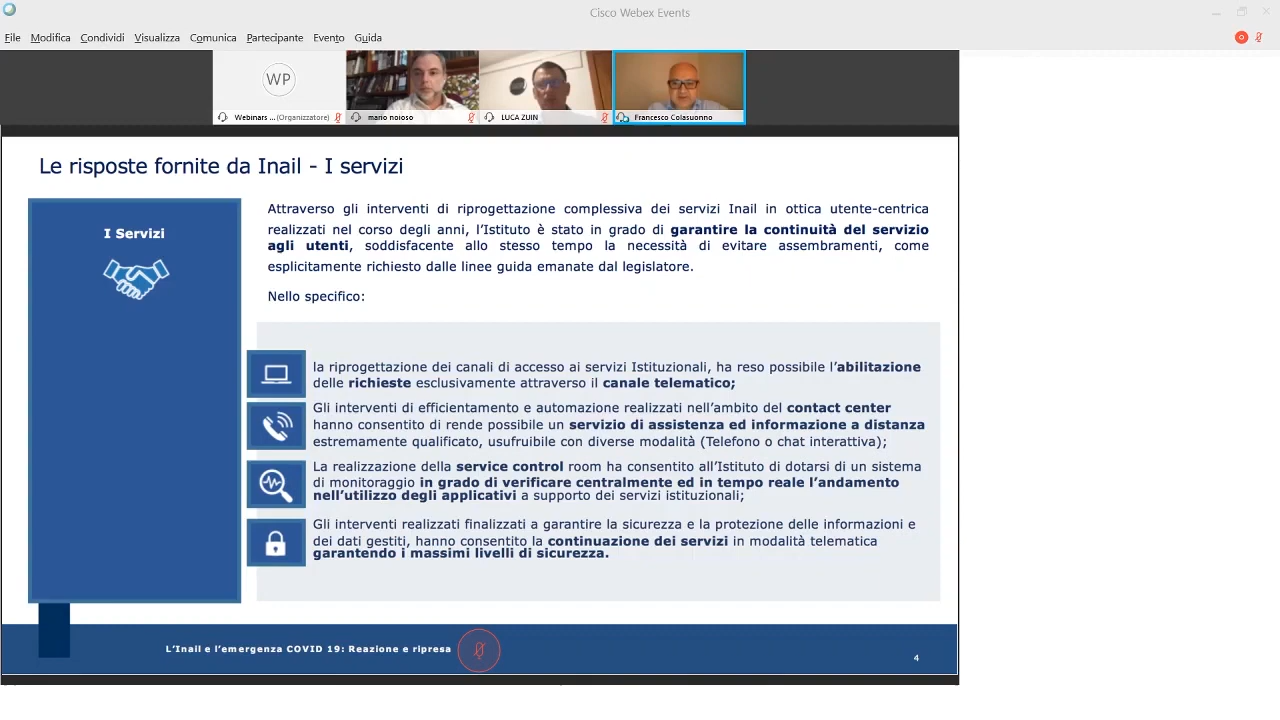 Cisco Webex Events
File Modifica Condividi Visualizza Comunica Partecipante Evento Guida
WP
Webinars ... (Organizzatore) mario noioso LUCA ZUIN Francesco Colasuonno
Le risposte fornite da Inail - I servizi
I Servizi
Attraverso gli interventi di riprogettazione complessiva dei servizi Inail in ottica utente-centrica
realizzati nel corso degli anni, l'Istituto è stato in grado di garantire la continuità del servizio
agli utenti, soddisfacente allo stesso tempo la necessità di evitare assembramenti, come
esplicitamente richiesto dalle linee guida emanate dal legislatore.
Nello specifico:
la riprogettazione dei canali di accesso ai servizi Istituzionali, ha reso possibile l'abilitazione
delle richieste esclusivamente attraverso il canale telematico;
Gli interventi di efficientamento e automazione realizzati nell'ambito del contact center
hanno consentito di rende possibile un servizio di assistenza ed informazione a distanza
estremamente qualificato, usufruibile con diverse modalità (Telefono o chat interattiva);
La realizzazione della service control room ha consentito all'Istituto di dotarsi di un sistema
di monitoraggio in grado di verificare centralmente ed in tempo reale l'andamento
nell'utilizzo degli applicativi a supporto dei servizi istituzionali;
Gli interventi realizzati finalizzati a garantire la sicurezza e la protezione delle informazioni e
dei dati gestiti, hanno consentito la continuazione dei servizi in modalità telematica
garantendo i massimi livelli di sicurezza.
L'Inail e l'emergenza COVID 19: Reazione e ripresa
4